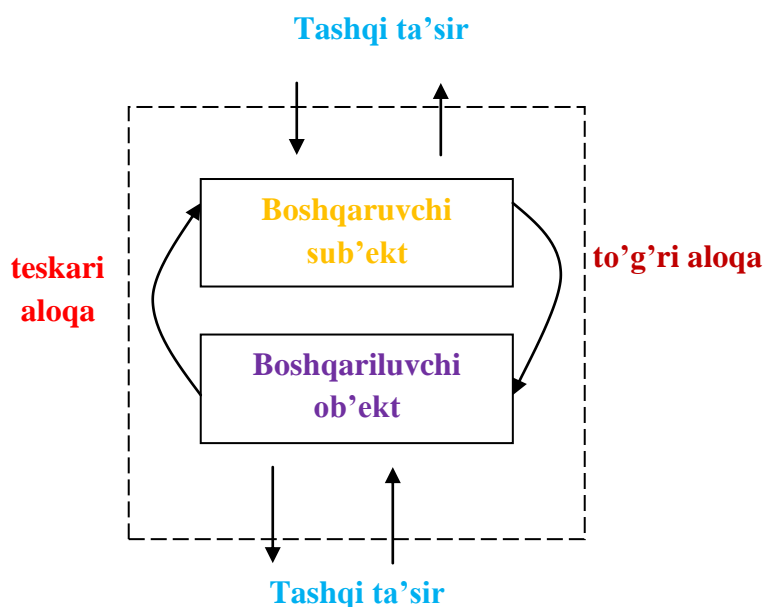 Tashqi ta’sir
Boshqaruvchi
sub’ekt
teskari
aloqa
to’g’ri aloqa
Boshqariluvchi
ob’ekt
Tashqi ta’sir